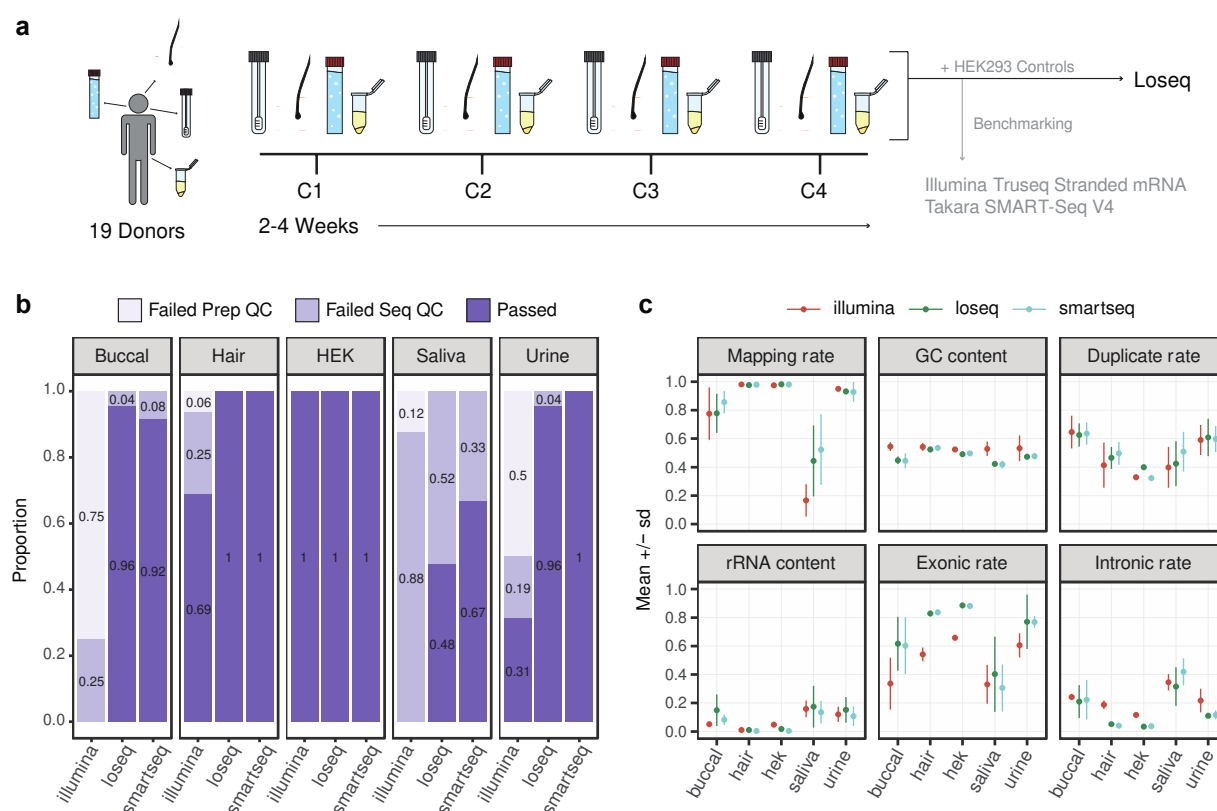 a
+ HEK293 Controls
Loseq
Benchmarking
Illumina Truseq Stranded mRNA
Takara SMART-Seq V4
C1 C2 C3 C4
19 Donors
2-4 Weeks
b
Failed Prep QC Failed Seq QC Passed
Buccal Hair HEK Saliva Urine
Proportion
1.0
0.8
0.6
0.4
0.2
0.0
0.75
0.25
0.04
0.96
0.08
0.92
0.06
0.25
0.69
1
1
1
1
1
0.12
0.88
0.52
0.48
0.33
0.67
0.5
0.19
0.31
0.04
0.96
1
illumina loseq smartseq illumina loseq smartseq illumina loseq smartseq illumina loseq smartseq illumina loseq smartseq
c
illumina loseq smartseq
Mean +/− sd
Mapping rate GC content Duplicate rate
1.0
0.8
0.6
0.4
0.2
0.0
rRNA content Exonic rate Intronic rate
1.0
0.8
0.6
0.4
0.2
0.0
buccal hair hek saliva urine buccal hair hek saliva urine buccal hair hek saliva urine